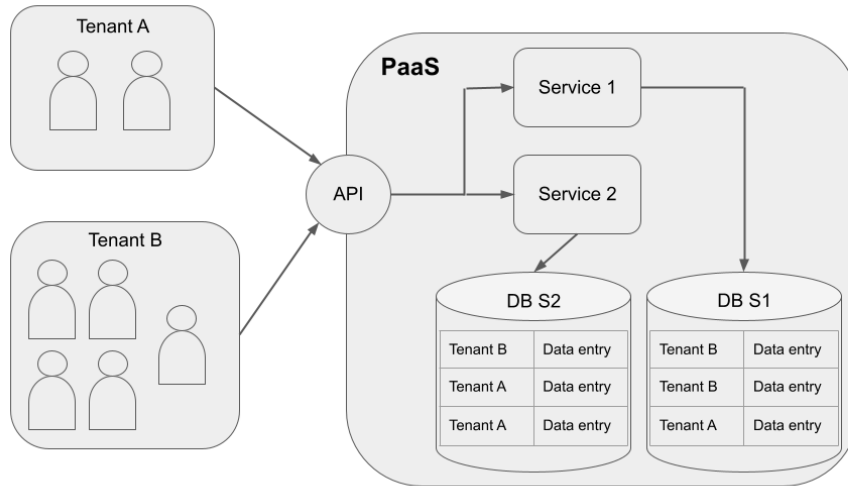 Tenant A
PaaS
Service 1
API
Service 2
Tenant B
DB S2
DB S1
Tenant B Data entry
Tenant A Data entry
Tenant A Data entry
Tenant B Data entry
Tenant B Data entry
Tenant A Data entry